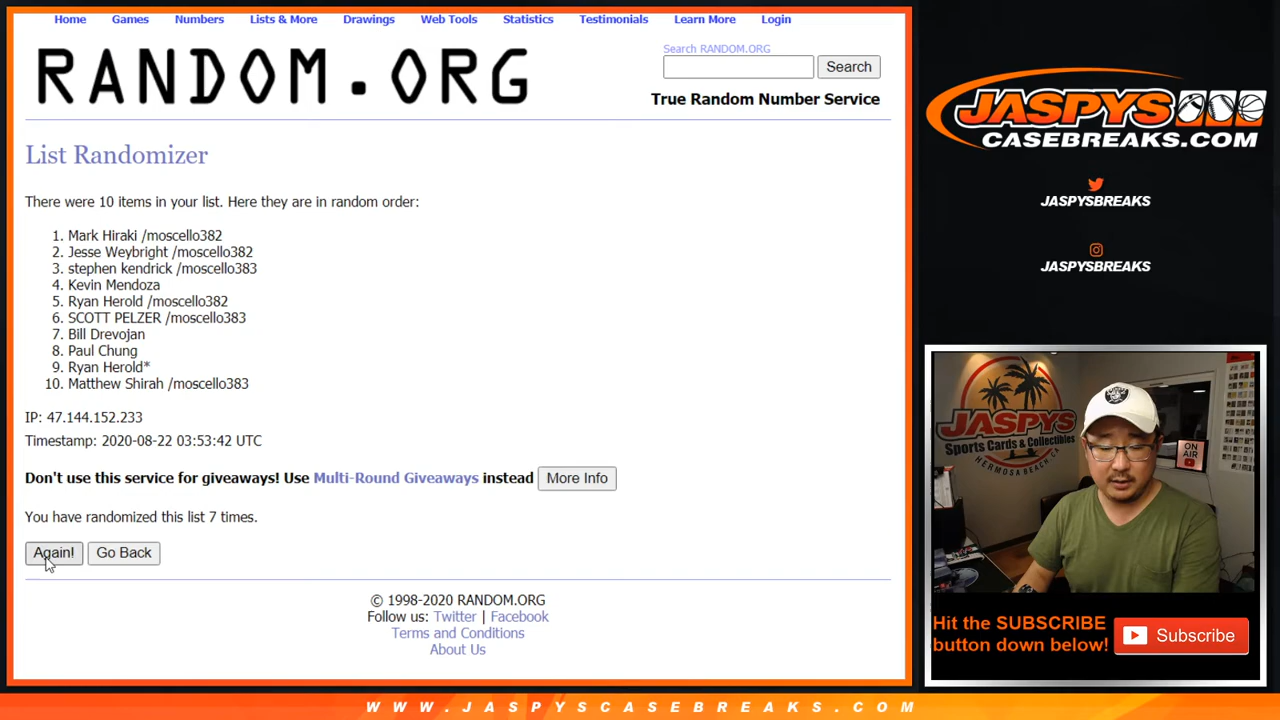 Home Games Numbers Lists & More Drawings Web Tools Statistics Testimonials Learn More Login
RANDOM.ORG
Search RANDOM.ORG
Search
True Random Number Service
List Randomizer
There were 10 items in your list. Here they are in random order:
1. Mark Hiraki /moscello382
2. Jesse Weybright /moscello382
3. stephen kendrick /moscello383
4. Kevin Mendoza
5. Ryan Herold /moscello382
6. SCOTT PELZER /moscello383
7. Bill Drevojan
8. Paul Chung
9. Ryan Herold*
10. Matthew Shirah /moscello383
IP: 47.144.152.233
Timestamp: 2020-08-22 03:53:42 UTC
Don't use this service for giveaways! Use Multi-Round Giveaways instead More Info
You have randomized this list 7 times.
Again! Go Back
© 1998-2020 RANDOM.ORG
Follow us: Twitter | Facebook
Terms and Conditions
About Us
JASPYS
CASEBREAKS.COM
JASPYSBREAKS
JASPYSBREAKS
JASPYS
Sports Cards & Collectibles
HERMOSA BEACH, CA
ON
AIR
Hit the SUBSCRIBE
button down below!
Subscribe
WWW.JASPYSCASEBREAKS.COM